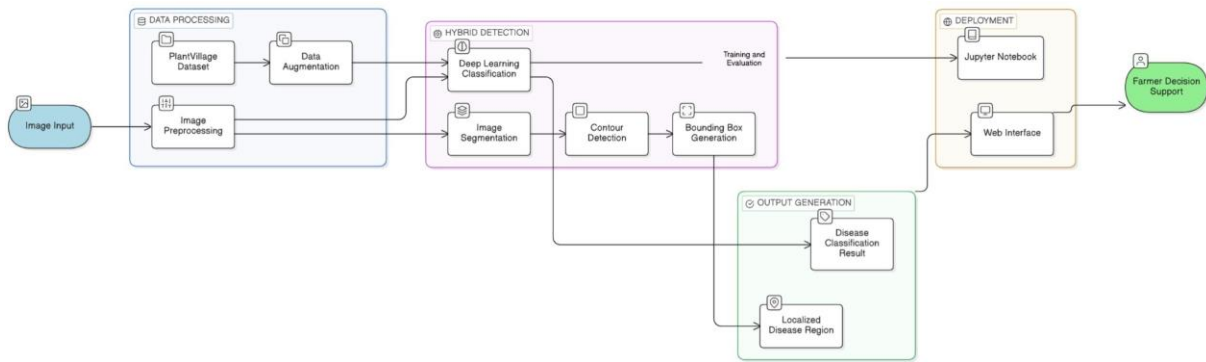 DATA PROCESSING
PlantVillage
Dataset
Data
Augmentation
Image
Preprocessing
Image Input
HYBRID DETECTION
Deep Learning
Classification
Training and
Evaluation
Image
Segmentation
Contour
Detection
Bounding Box
Generation
DEPLOYMENT
Jupyter Notebook
Web Interface
Farmer Decision
Support
OUTPUT GENERATION
Disease
Classification
Result
Localized
Disease Region